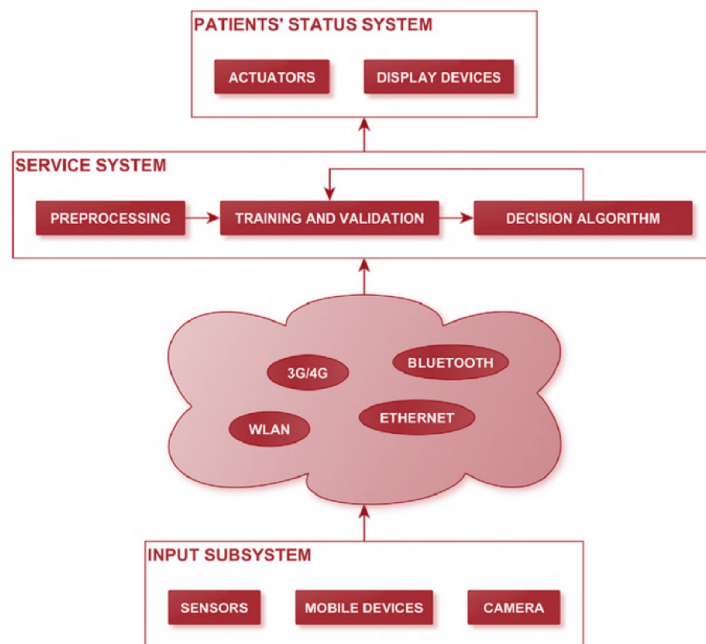 PATIENTS' STATUS SYSTEM
ACTUATORS
DISPLAY DEVICES
SERVICE SYSTEM
PREPROCESSING
TRAINING AND VALIDATION
DECISION ALGORITHM
3G/4G
BLUETOOTH
WLAN
ETHERNET
INPUT SUBSYSTEM
SENSORS
MOBILE DEVICES
CAMERA